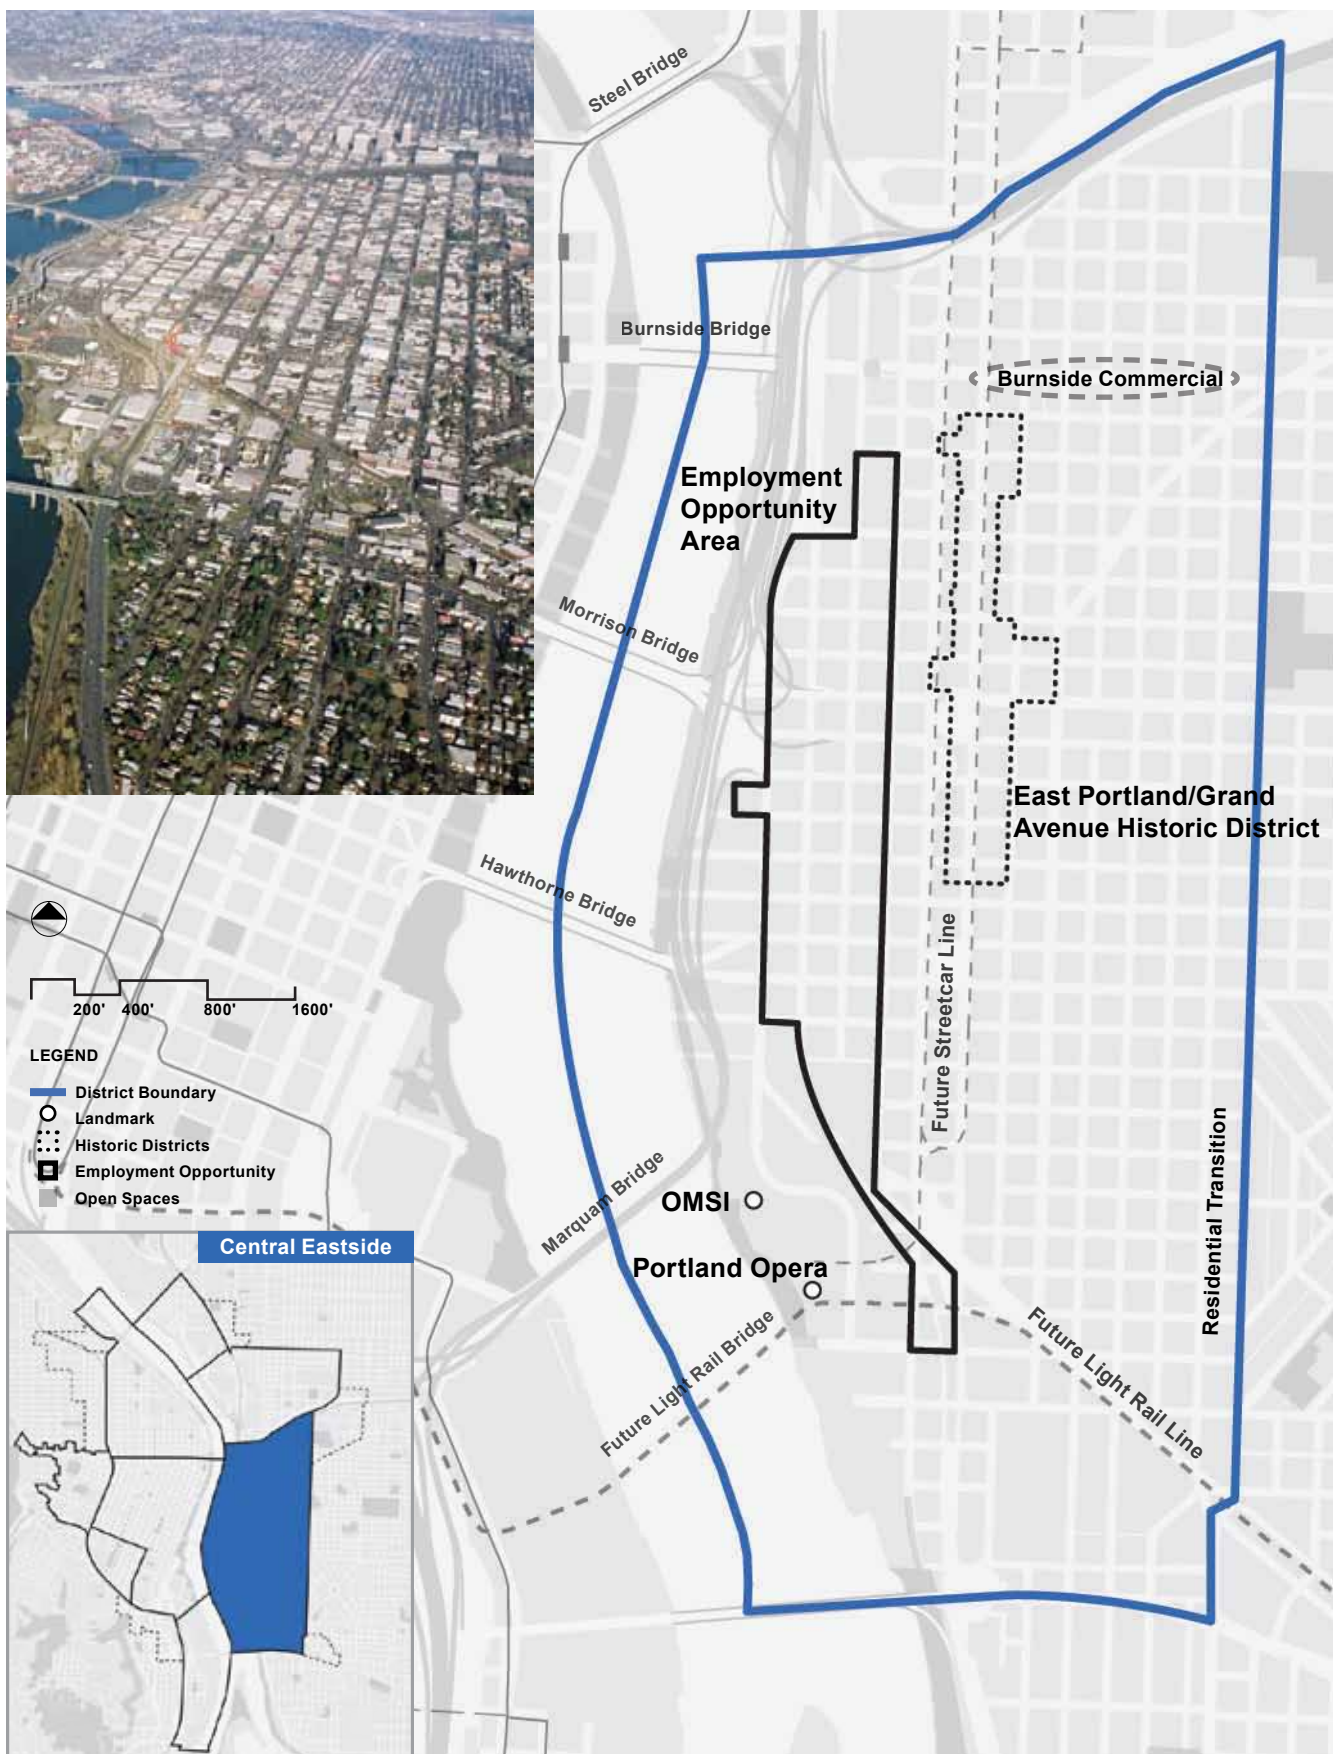 Steel Bridge
Burnside Bridge
Burnside Commercial
Employment
Opportunity
Area
Morrison Bridge
East Portland/Grand
Avenue Historic District
Hawthorne Bridge
Future Streetcar Line
200' 400' 800' 1600'
LEGEND
District Boundary
Landmark
Historic Districts
Employment Opportunity
Open Spaces
Marquam Bridge
OMSI
Portland Opera
Residential Transition
Future Light Rail Bridge
Future Light Rail Line
Central Eastside